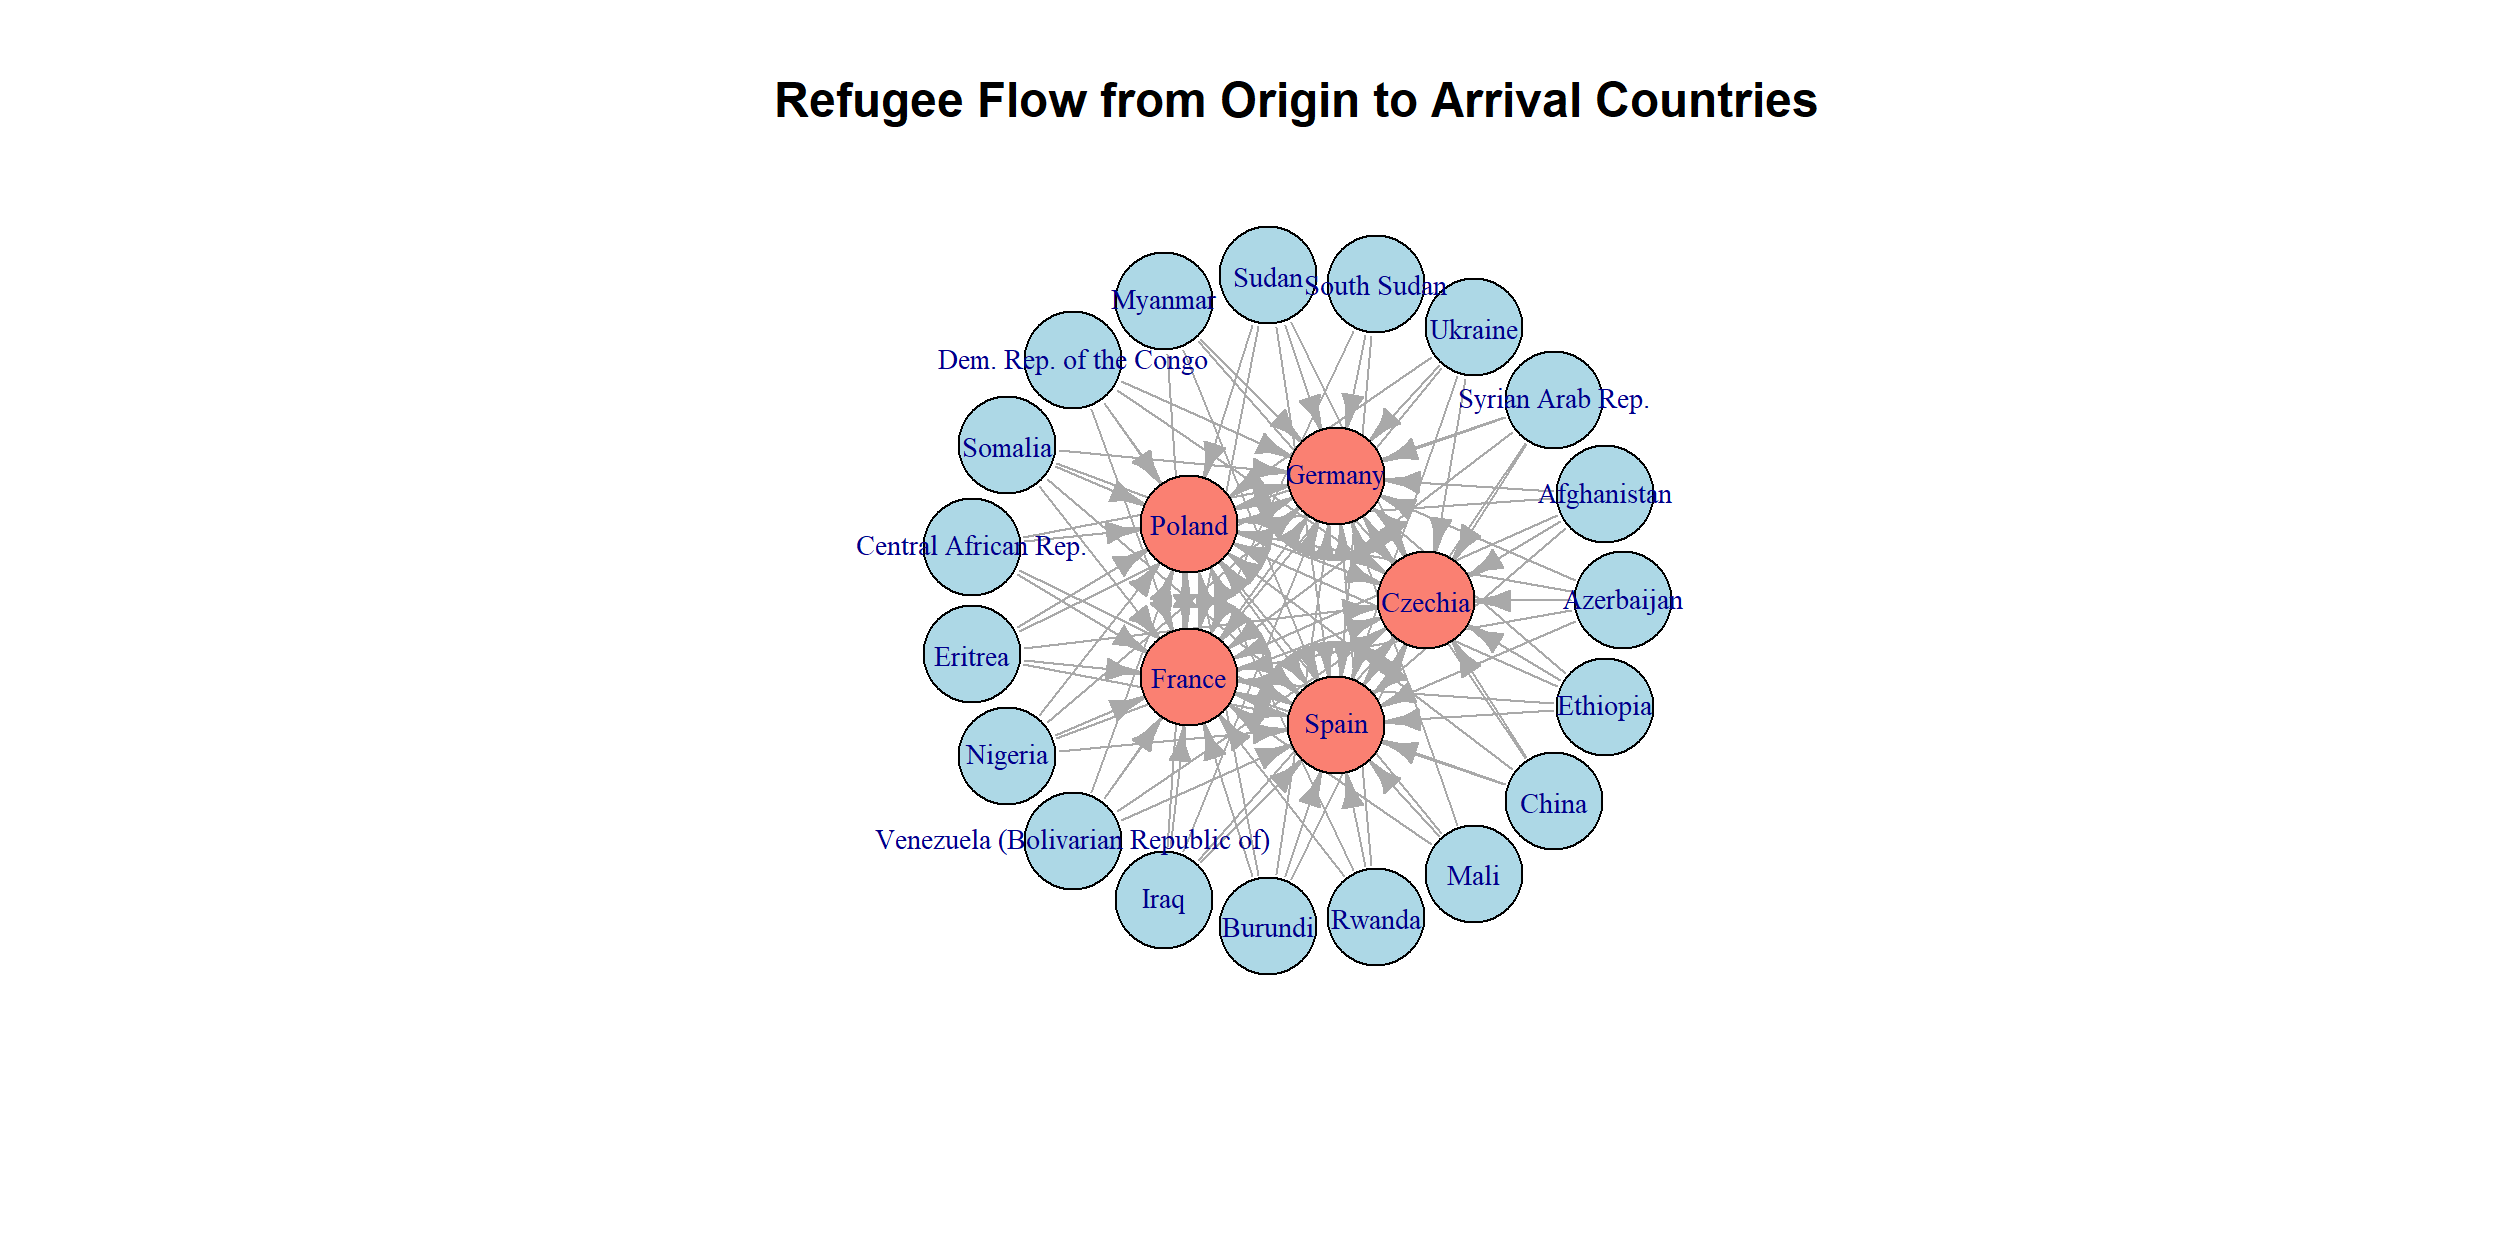 Refugee Flow from Origin to Arrival Countries
Sudan
South Sudan
Myanmar
Ukraine
Dem. Rep. of the Congo
Syrian Arab Rep.
Somalia
Germany
Afghanistan
Poland
Central African Rep.
Czechia
Azerbaijan
Eritrea
France
Ethiopia
Spain
Nigeria
China
Venezuela (Bolivarian Republic of)
Mali
Iraq
Rwanda
Burundi